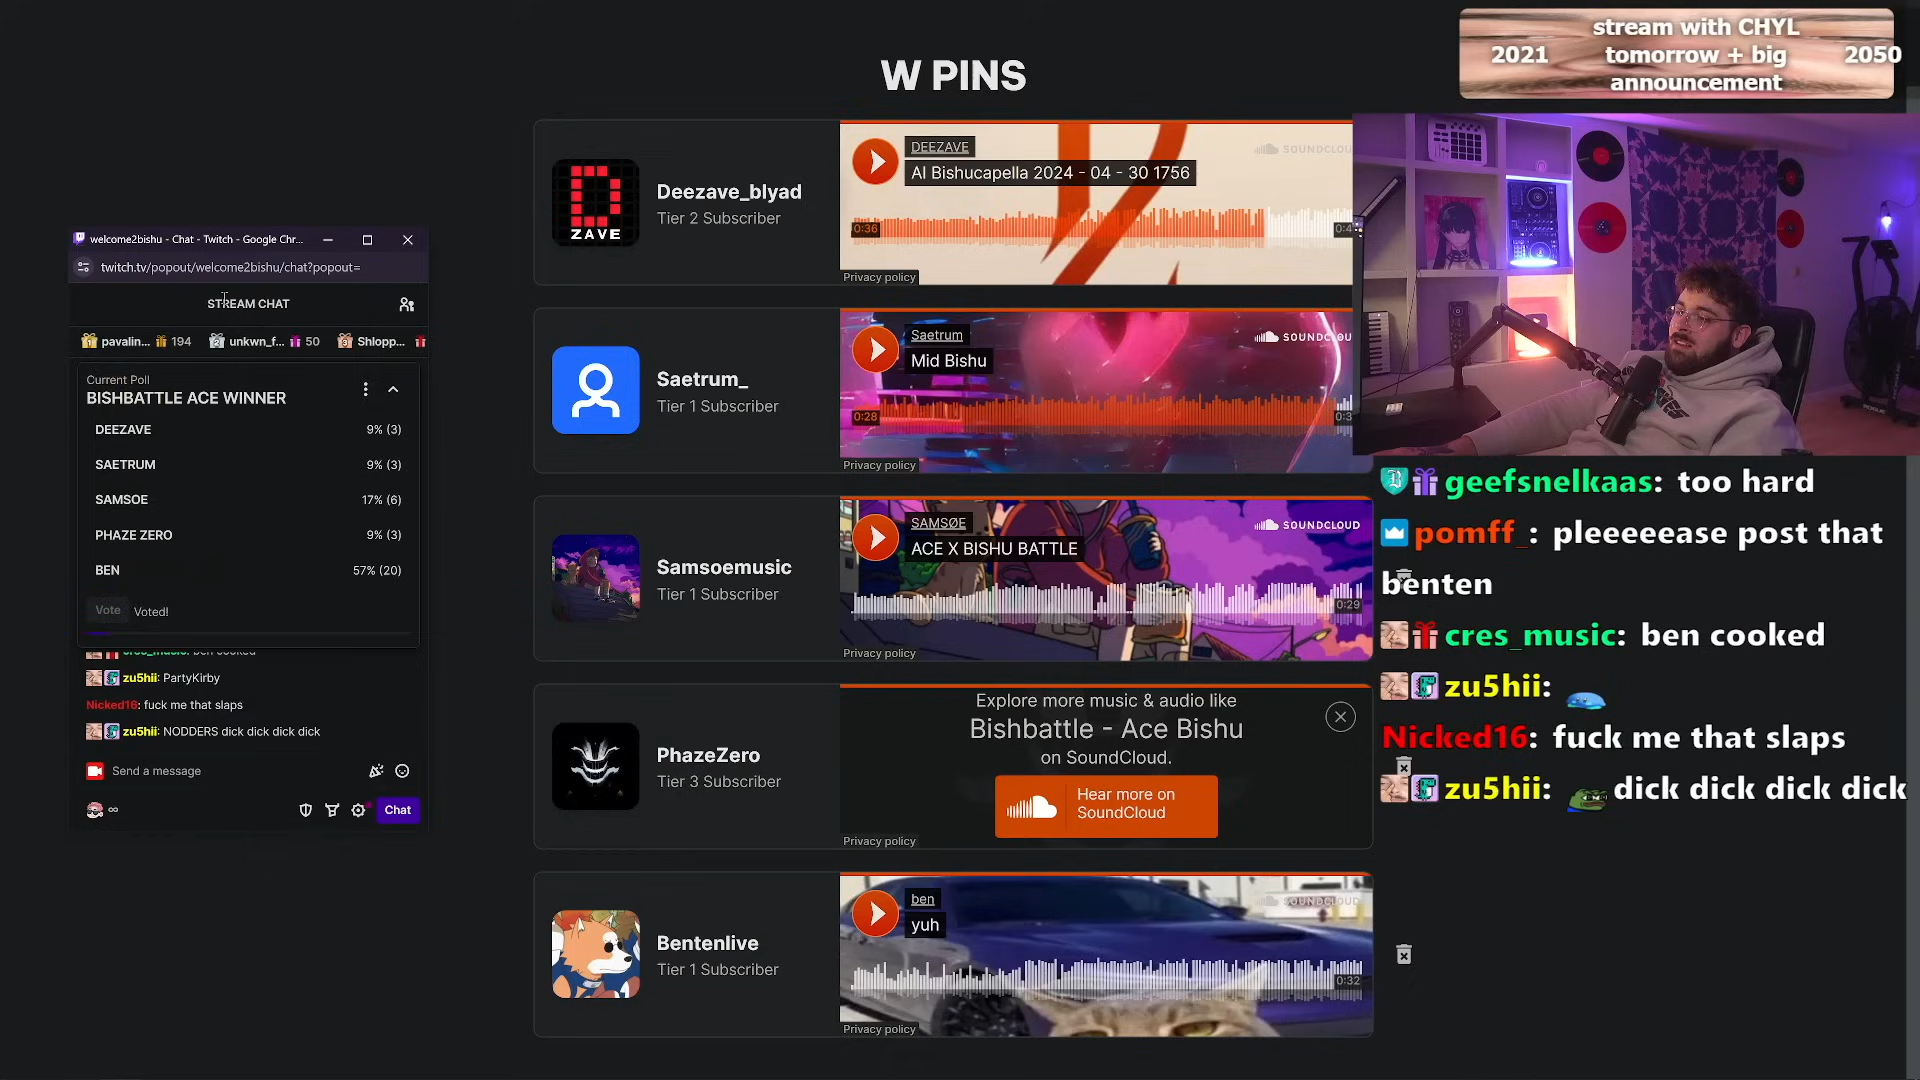 stream with CHYL
2021 tomorrow + big 2050
announcement
W PINS
D
ZAVE
Deezave_blyad
Tier 2 Subscriber
DEEZAVE
AI Bishucapella 2024 - 04 - 30 1756
SOUNDCLOU
0:36
Privacy policy
Saetrum_
Tier 1 Subscriber
Saetrum
Mid Bishu
SOUNDCLOU
0:28
Privacy policy
Samsoemusic
Tier 1 Subscriber
SAMSØE
ACE X BISHU BATTLE
SOUNDCLOUD
0:29
Privacy policy
PhazeZero
Tier 3 Subscriber
Explore more music & audio like
Bishbattle - Ace Bishu
on SoundCloud.
Hear more on
SoundCloud
Privacy policy
Bentenlive
Tier 1 Subscriber
ben
yuh
SOUNDCLOUD
0:32
Privacy policy
welcome2bishu - Chat - Twitch - Google Chr...
twitch.tv/popout/welcome2bishu/chat?popout=
STREAM CHAT
1 pavalin... 194 2 unkwn_f... 50 3 Shlopp...
Current Poll
BISHBATTLE ACE WINNER
DEEZAVE 9% (3)
SAETRUM 9% (3)
SAMSOE 17% (6)
PHAZE ZERO 9% (3)
BEN 57% (20)
Vote Voted!
cres_music: ben cooked
zu5hii: PartyKirby
Nicked16: fuck me that slaps
zu5hii: NODDERS dick dick dick dick
Send a message
∞
Chat
geefsnelkaas: too hard
pomff_: pleeeeease post that
benten
cres_music: ben cooked
zu5hii:
Nicked16: fuck me that slaps
zu5hii: dick dick dick dick